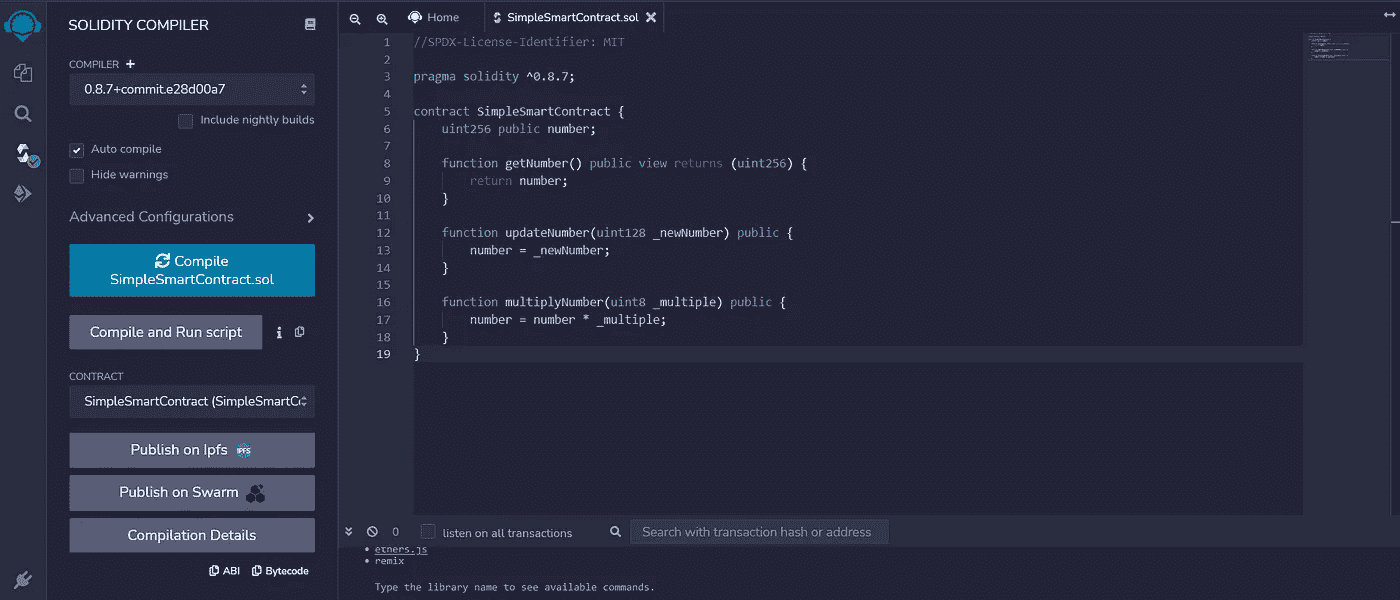 SOLIDITY COMPILER
COMPILER +
0.8.7+commit.e28d00a7
Include nightly builds
Auto compile
Hide warnings
Advanced Configurations
Compile
SimpleSmartContract.sol
Compile and Run script
CONTRACT
SimpleSmartContract (SimpleSmartCo
Publish on Ipfs IPFS
Publish on Swarm
Compilation Details
ABI Bytecode
Home SimpleSmartContract.sol
1 //SPDX-License-Identifier: MIT
2
3 pragma solidity ^0.8.7;
4
5 contract SimpleSmartContract {
6 uint256 public number;
7
8 function getNumber() public view returns (uint256) {
9 return number;
10 }
11
12 function updateNumber(uint128 _newNumber) public {
13 number = _newNumber;
14 }
15
16 function multiplyNumber(uint8 _multiple) public {
17 number = number * _multiple;
18 }
19 }
0 listen on all transactions Search with transaction hash or address
• ethers.js
• remix
Type the library name to see available commands.